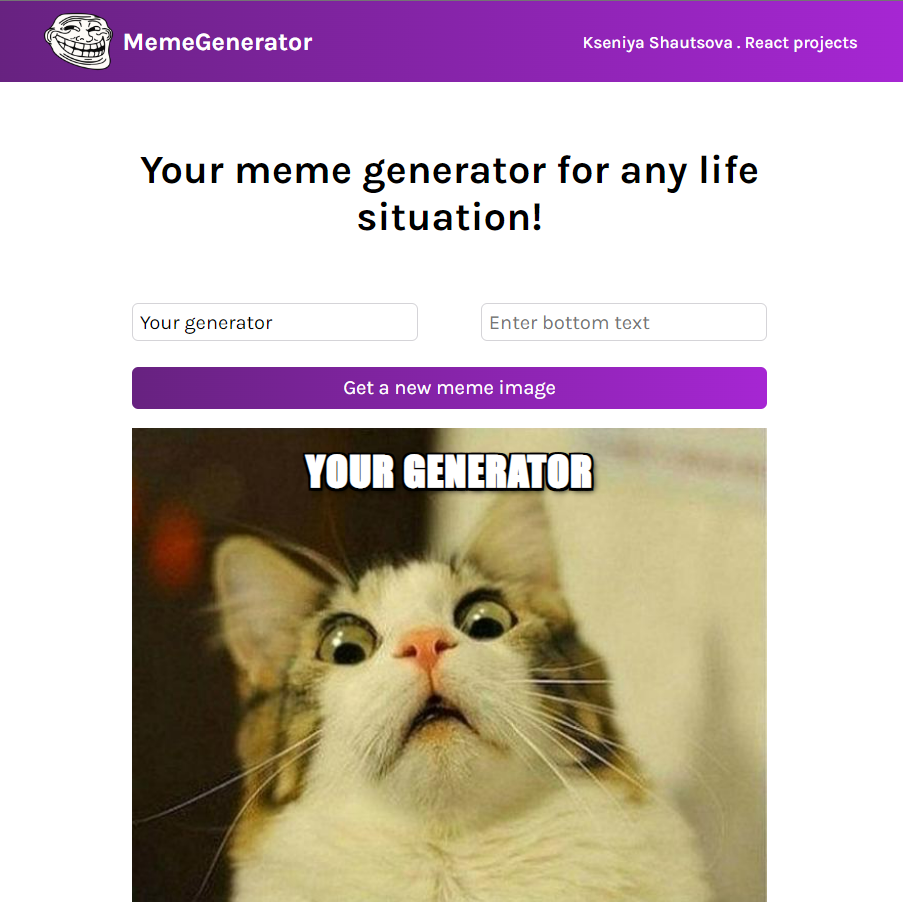 MemeGenerator
Kseniya Shautsova . React projects
Your meme generator for any life
situation!
Your generator
Enter bottom text
Get a new meme image
YOUR GENERATOR